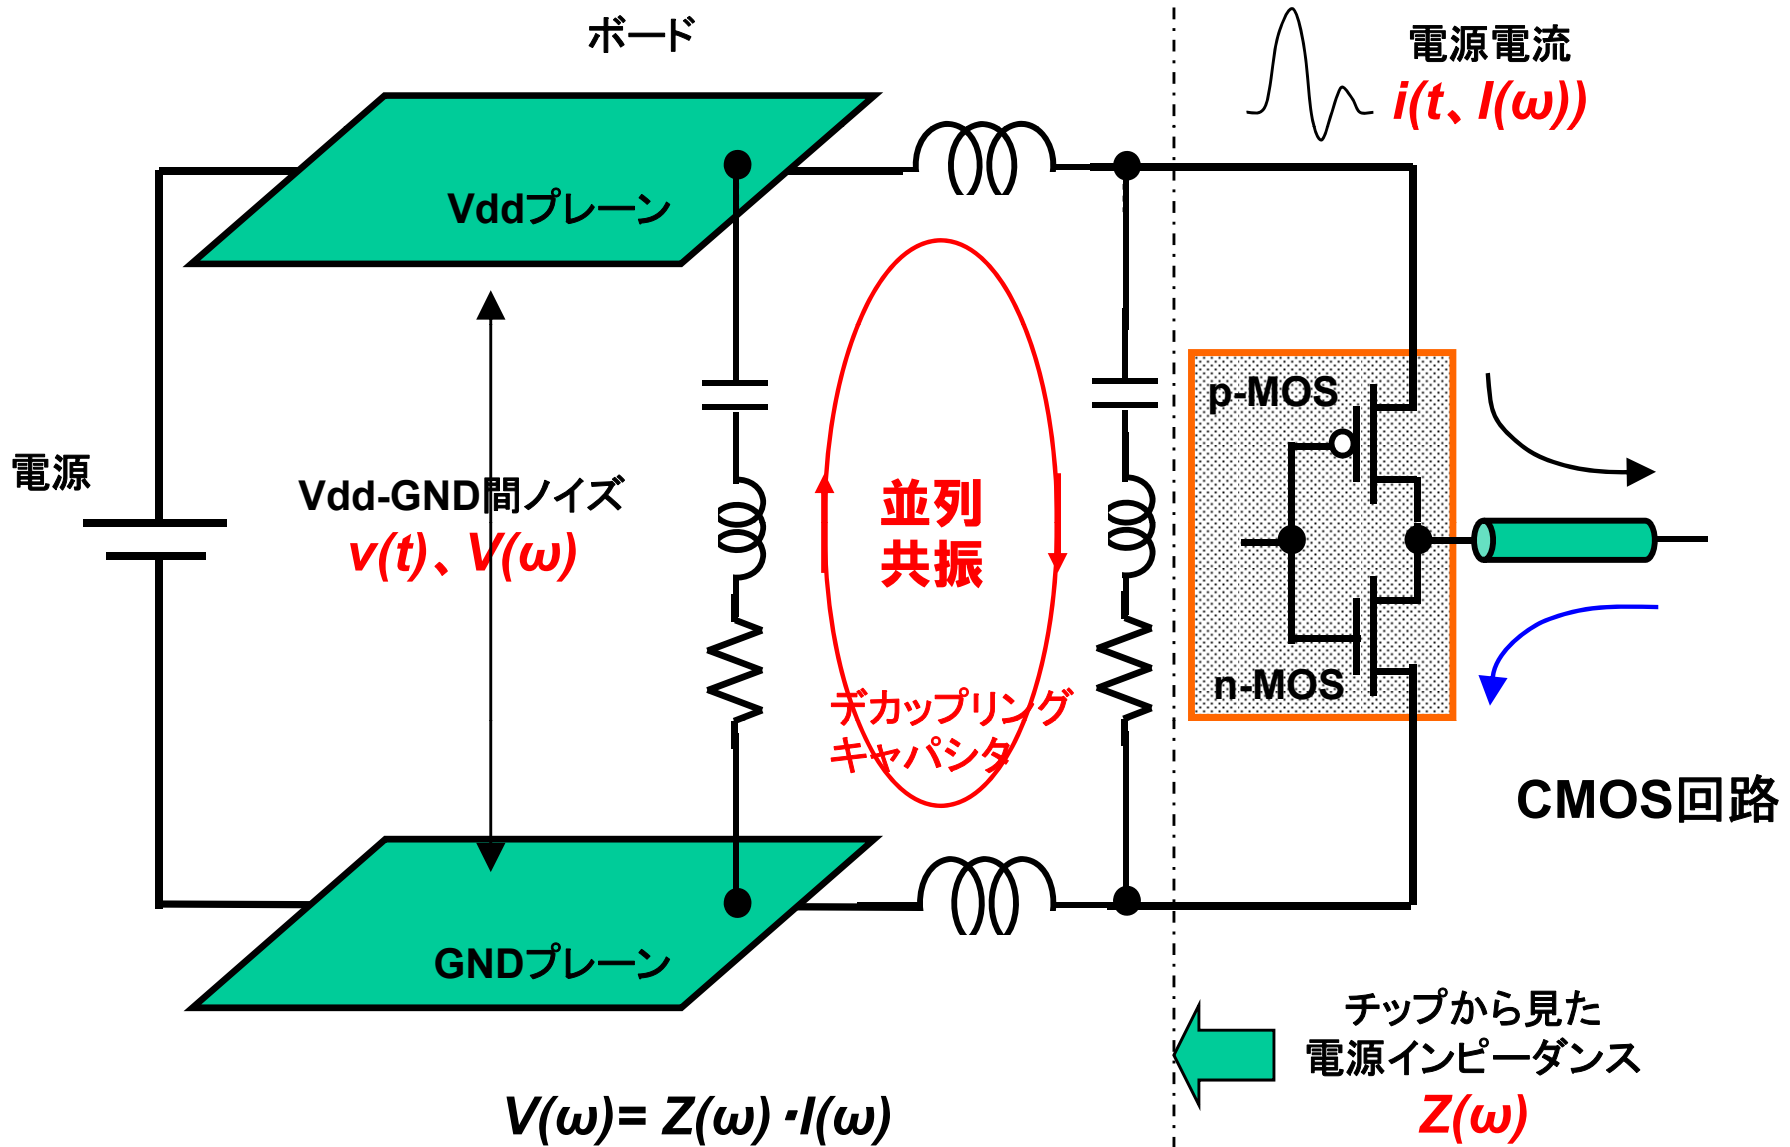 ボード
電源電流
i(t、I(ω))
Vddプレーン
p-MOS
電源
Vdd-GND間ノイズ
v(t)、V(ω)
並列
共振
n-MOS
デカップリング
キャパシタ
CMOS回路
GNDプレーン
チップから見た
電源インピーダンス
Z(ω)
V(ω)= Z(ω)・I(ω)